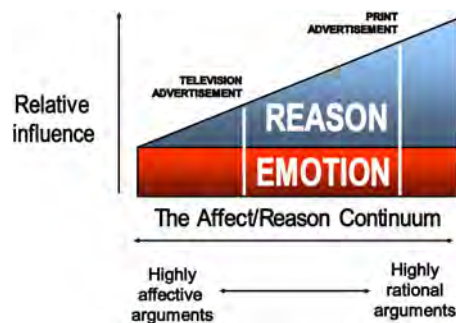 PRINT
ADVERTISEMENT
TELEVISION
ADVERTISEMENT
Relative
influence
REASON
EMOTION
The Affect/Reason Continuum
Highly
affective
arguments
Highly
rational
arguments